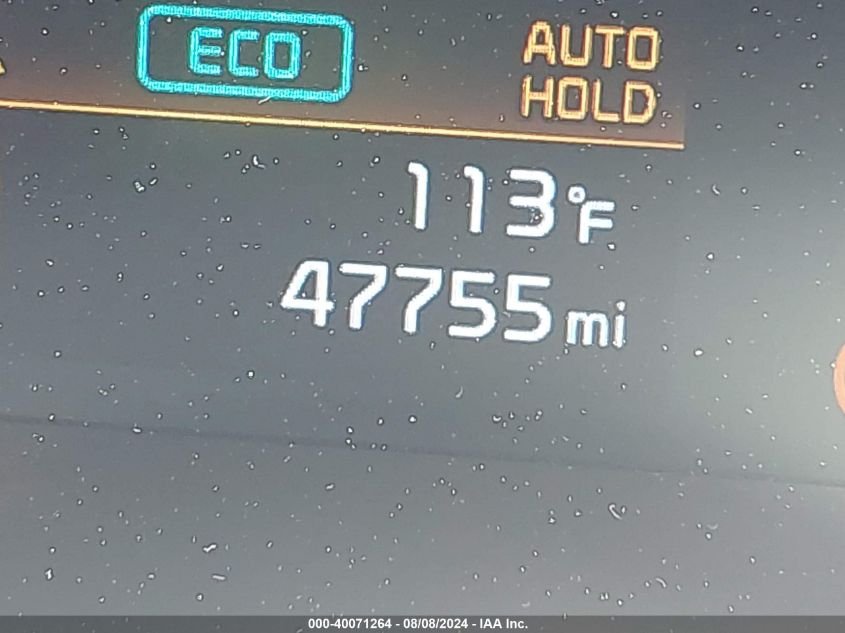 ECO
AUTO
HOLD
113°F
47755 mi
000-40071264 - 08/08/2024 - IAA Inc.